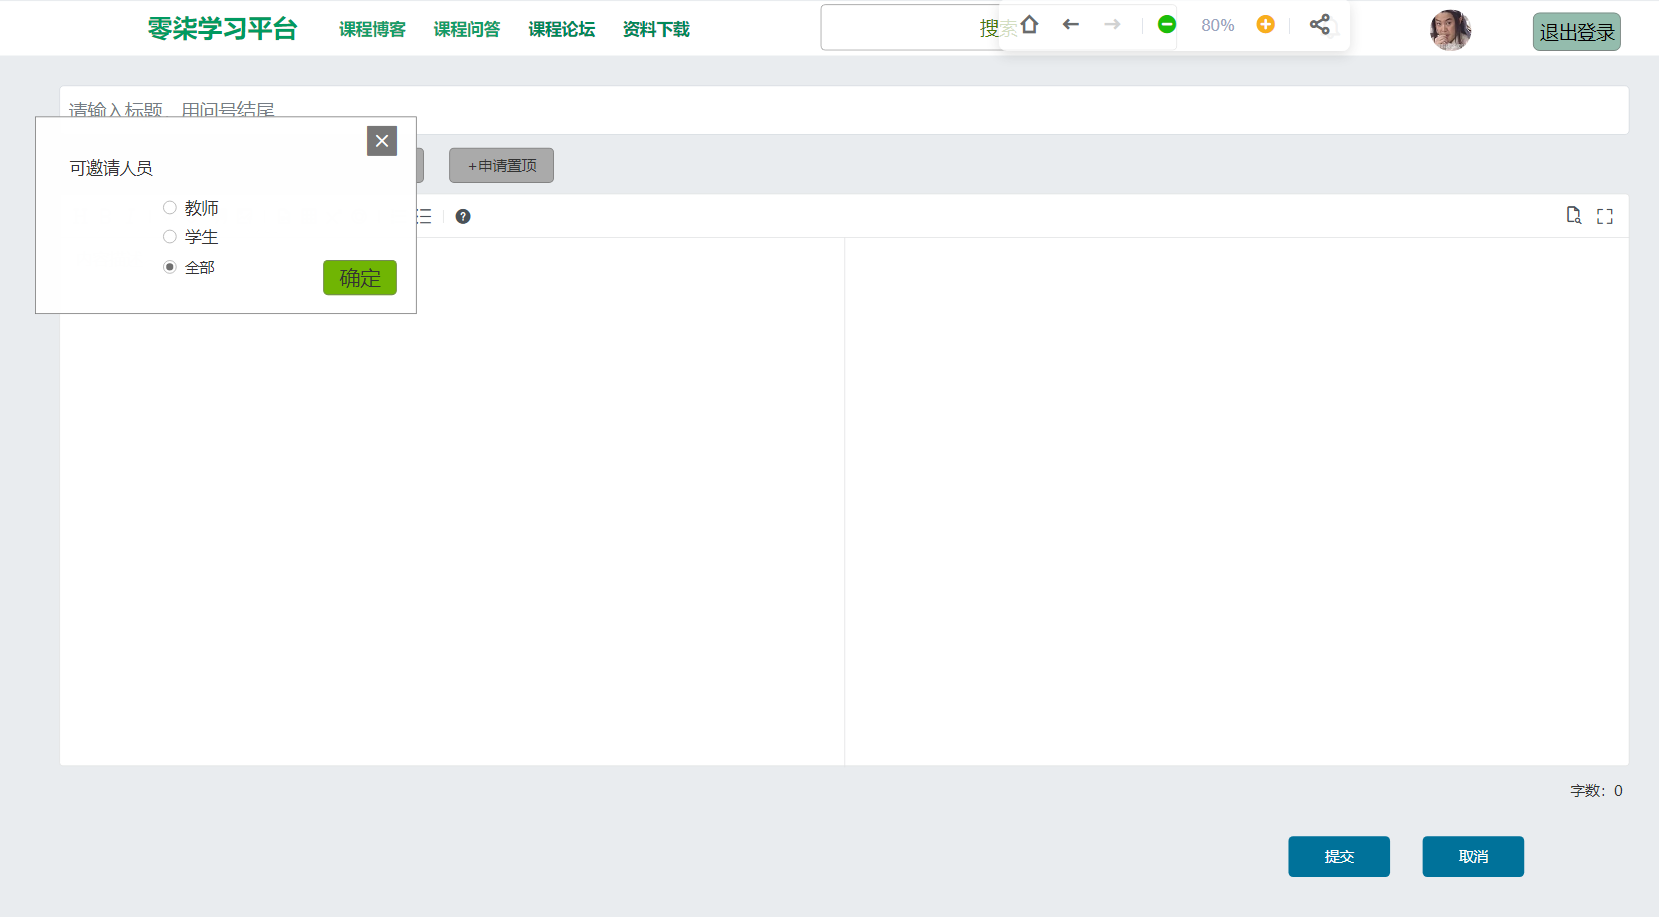 零柒学习平台 课程博客 课程问答 课程论坛 资料下载 搜索 80% 退出登录
请输入标题，用问号结尾
+申请置顶
可邀请人员
教师
学生
全部
确定
字数：0
提交 取消